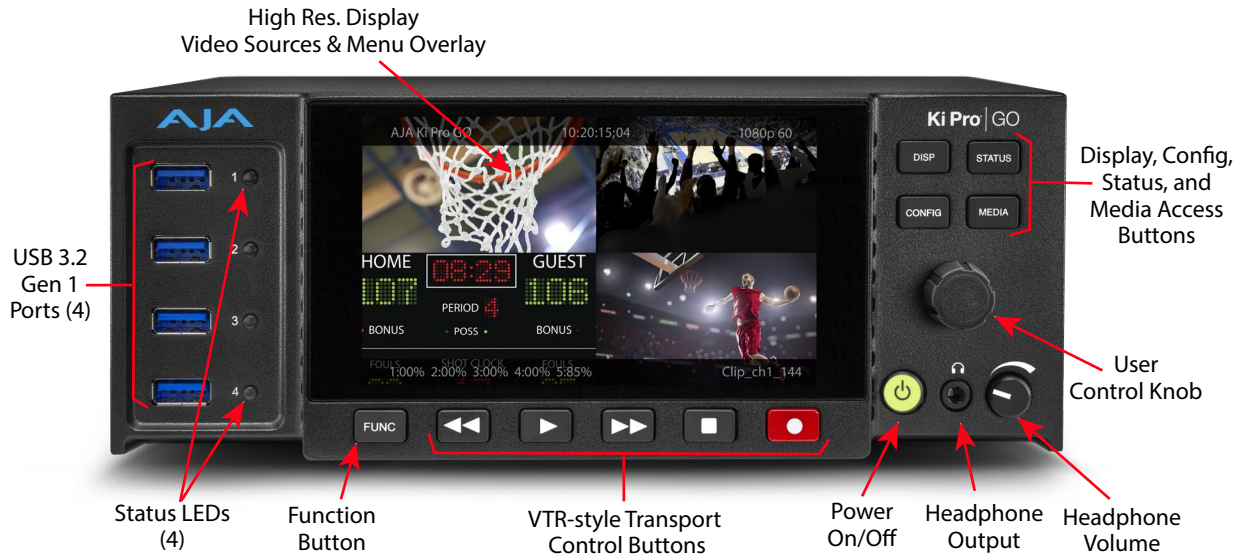 High Res. Display
Video Sources & Menu Overlay
AJA
Ki Pro GO
AJA Ki Pro GO 10:20:15;04 1080p 60
DISP STATUS
CONFIG MEDIA
Display, Config,
Status, and
Media Access
Buttons
1
2
3
4
USB 3.2
Gen 1
Ports (4)
HOME 08:29 GUEST
107 106
PERIOD 4
BONUS POSS BONUS
FOULS SHOT CLOCK FOULS
1:00% 2:00% 3:00% 4:00% 5:85% Clip_ch1_144
User
Control Knob
FUNC
Status LEDs
(4)
Function
Button
VTR-style Transport
Control Buttons
Power
On/Off
Headphone
Output
Headphone
Volume